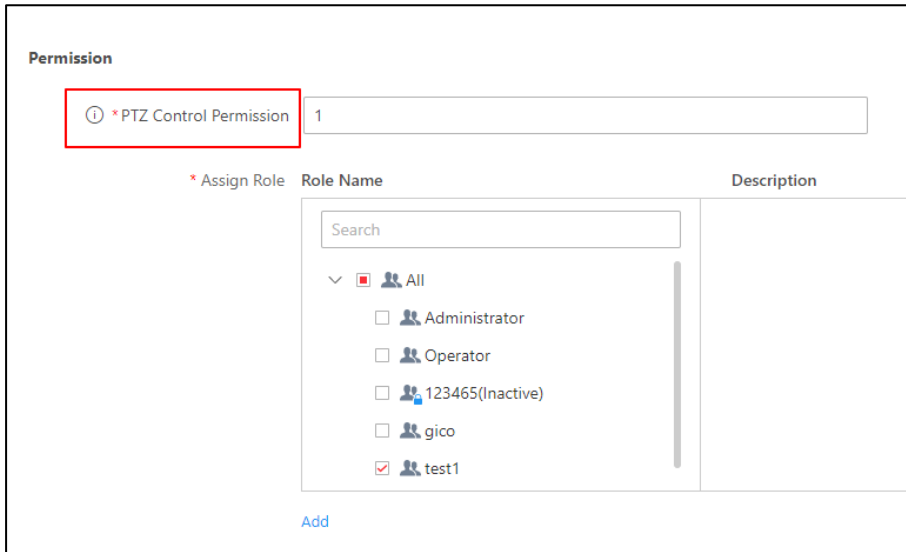 Permission
* PTZ Control Permission 1
* Assign Role Role Name Description
Search
All
Administrator
Operator
123465(Inactive)
gico
test1
Add